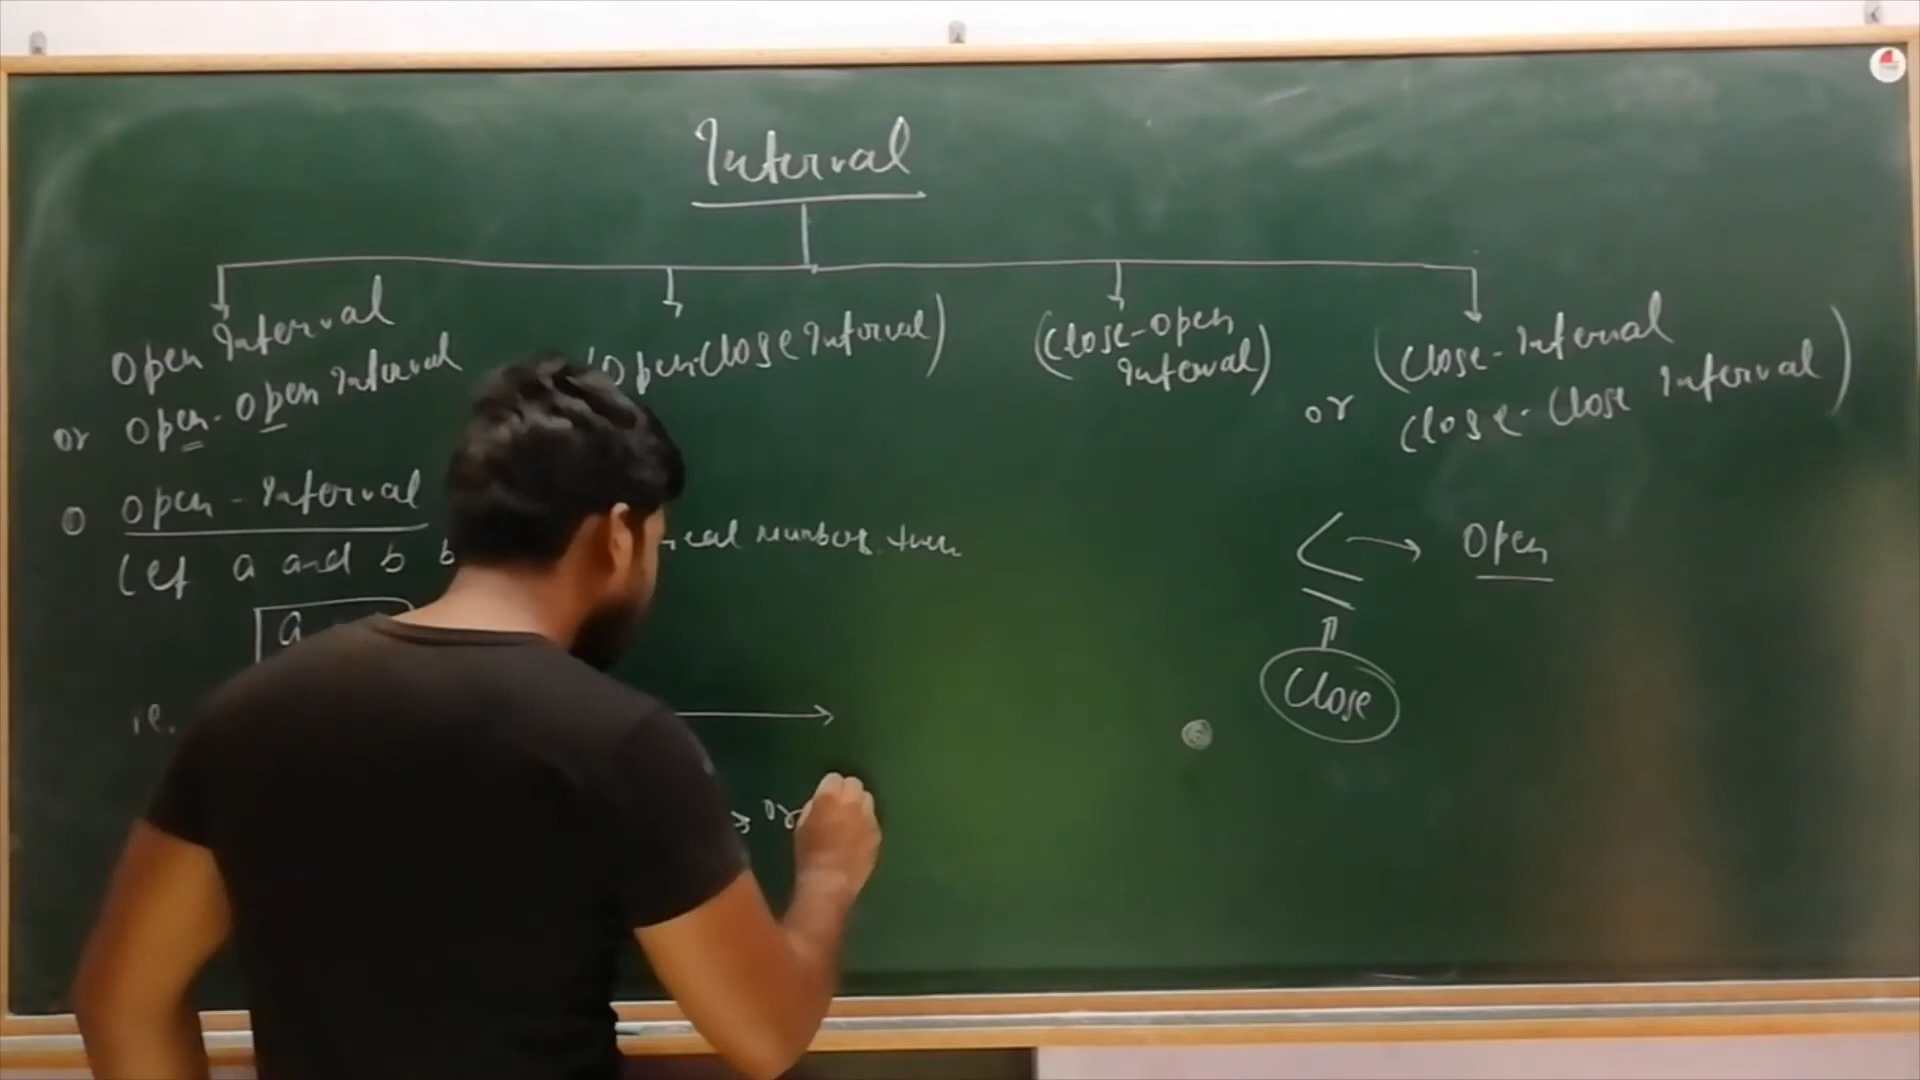 Interval
Open Interval
or Open-Open Interval
Open-Close Interval)
(Close-Open
Interval)
(Close-Interval
or Close-Close Interval)
Open-Interval
Let a and b b
real number then
a
i.e.
or
< → Open
Close